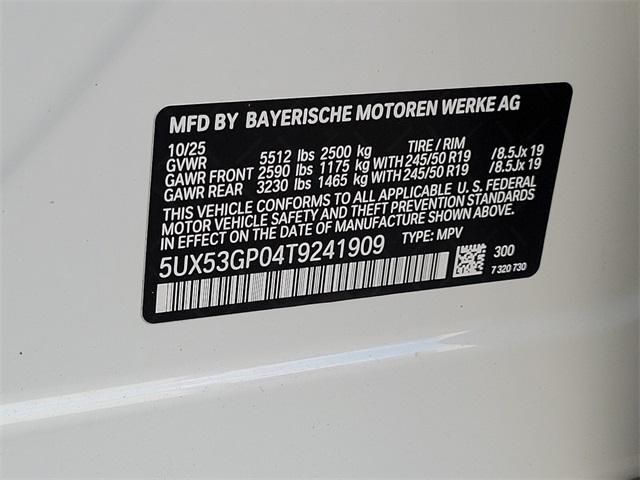 MFD BY BAYERISCHE MOTOREN WERKE AG
10/25 TIRE / RIM
GVWR 5512 lbs 2500 kg
GAWR FRONT 2590 lbs 1175 kg WITH 245/50 R19 /8.5Jx 19
GAWR REAR 3230 lbs 1465 kg WITH 245/50 R19 /8.5Jx 19
THIS VEHICLE CONFORMS TO ALL APPLICABLE U.S. FEDERAL
MOTOR VEHICLE SAFETY AND THEFT PREVENTION STANDARDS
IN EFFECT ON THE DATE OF MANUFACTURE SHOWN ABOVE.
5UX53GP04T9241909 TYPE: MPV
300
7 320 730